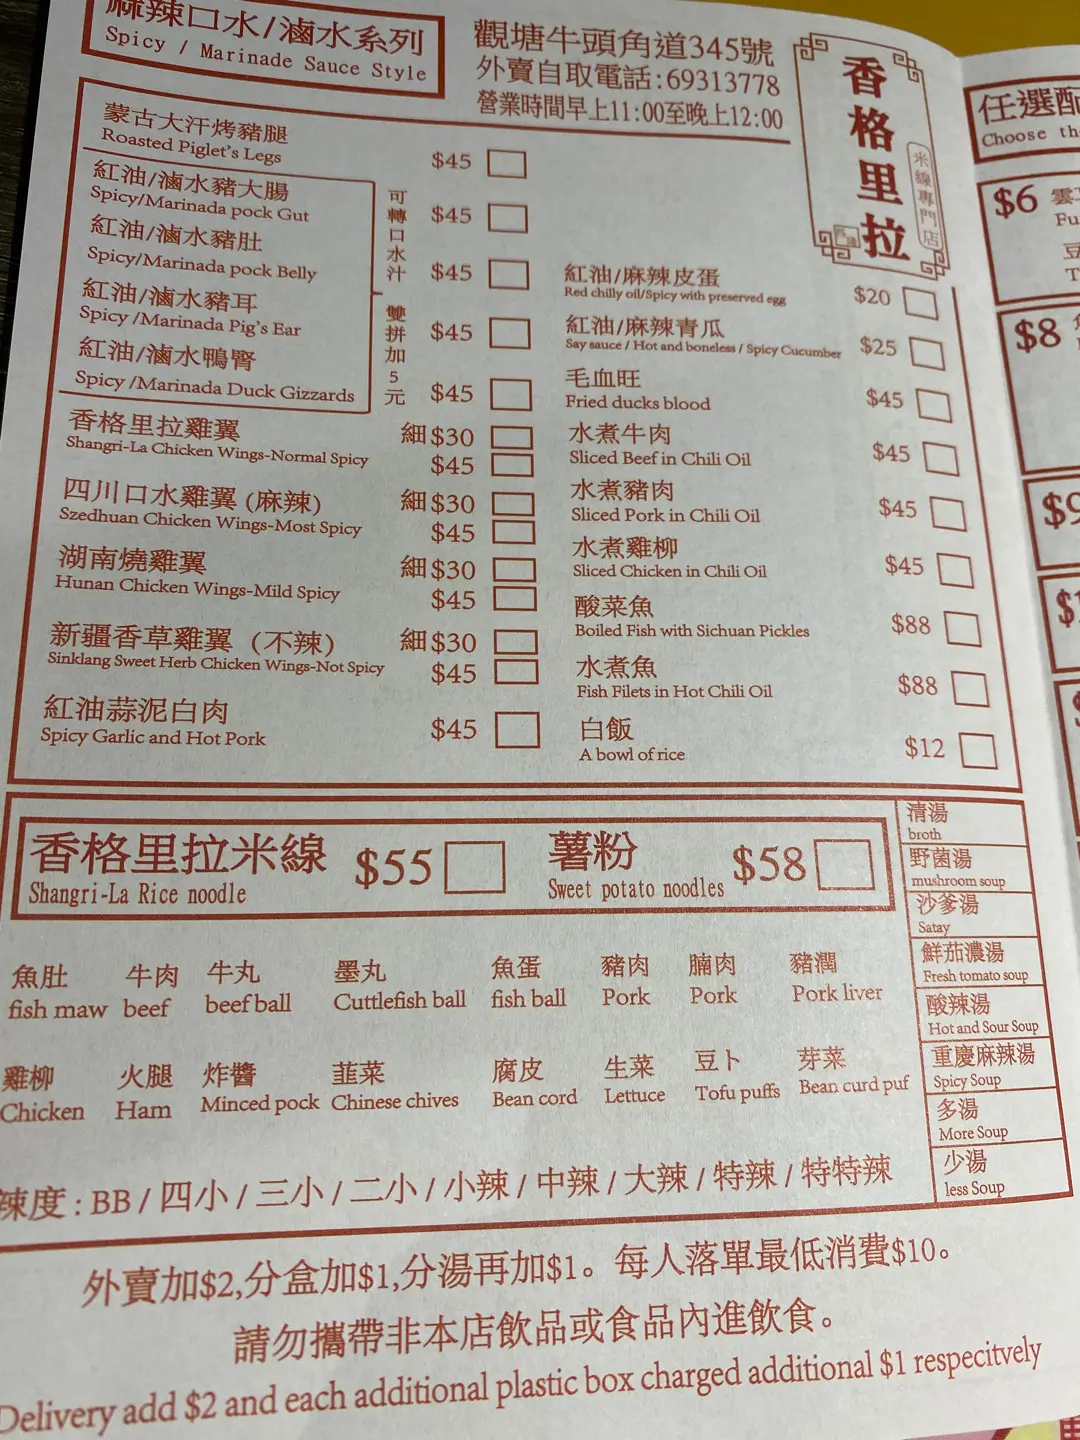 麻辣口水/滷水系列
Spicy / Marinade Sauce Style
觀塘牛頭角道345號
外賣自取電話:69313778
營業時間早上11:00至晚上12:00
香格里拉
米線專門店
蒙古大汗烤豬腿
Roasted Piglet's Legs
$45
紅油/滷水豬大腸
Spicy/Marinada pock Gut
$45
紅油/滷水豬肚
Spicy/Marinada pock Belly
$45
紅油/滷水豬耳
Spicy /Marinada Pig's Ear
$45
紅油/滷水鴨腎
Spicy /Marinada Duck Gizzards
$45
可轉口水汁
雙拼加5元
香格里拉雞翼
Shangri-La Chicken Wings-Normal Spicy
細$30
$45
四川口水雞翼 (麻辣)
Szedhuan Chicken Wings-Most Spicy
細$30
$45
湖南燒雞翼
Hunan Chicken Wings-Mild Spicy
細$30
$45
新疆香草雞翼 (不辣)
Sinklang Sweet Herb Chicken Wings-Not Spicy
細$30
$45
紅油蒜泥白肉
Spicy Garlic and Hot Pork
$45
紅油/麻辣皮蛋
Red chilly oil/Spicy with preserved egg
$20
紅油/麻辣青瓜
Say sauce / Hot and boneless / Spicy Cucumber
$25
毛血旺
Fried ducks blood
$45
水煮牛肉
Sliced Beef in Chili Oil
$45
水煮豬肉
Sliced Pork in Chili Oil
$45
水煮雞柳
Sliced Chicken in Chili Oil
$45
酸菜魚
Boiled Fish with Sichuan Pickles
$88
水煮魚
Fish Filets in Hot Chili Oil
$88
白飯
A bowl of rice
$12
香格里拉米線 $55
Shangri-La Rice noodle
薯粉 $58
Sweet potato noodles
清湯
broth
野菌湯
mushroom soup
沙爹湯
Satay
鮮茄濃湯
Fresh tomato soup
酸辣湯
Hot and Sour Soup
重慶麻辣湯
Spicy Soup
多湯
More Soup
少湯
less Soup
魚肚 牛肉 牛丸 墨丸 魚蛋 豬肉 腩肉 豬潤
fish maw beef beef ball Cuttlefish ball fish ball Pork Pork Pork liver
雞柳 火腿 炸醬 韮菜 腐皮 生菜 豆卜 芽菜
Chicken Ham Minced pock Chinese chives Bean cord Lettuce Tofu puffs Bean curd puf
辣度 : BB / 四小 / 三小 / 二小 / 小辣 / 中辣 / 大辣 / 特辣 / 特特辣
外賣加$2,分盒加$1,分湯再加$1。每人落單最低消費$10。
請勿攜帶非本店飲品或食品內進飲食。
Delivery add $2 and each additional plastic box charged additional $1 respecitvely
任選
Choose th
$6
Fu
$8